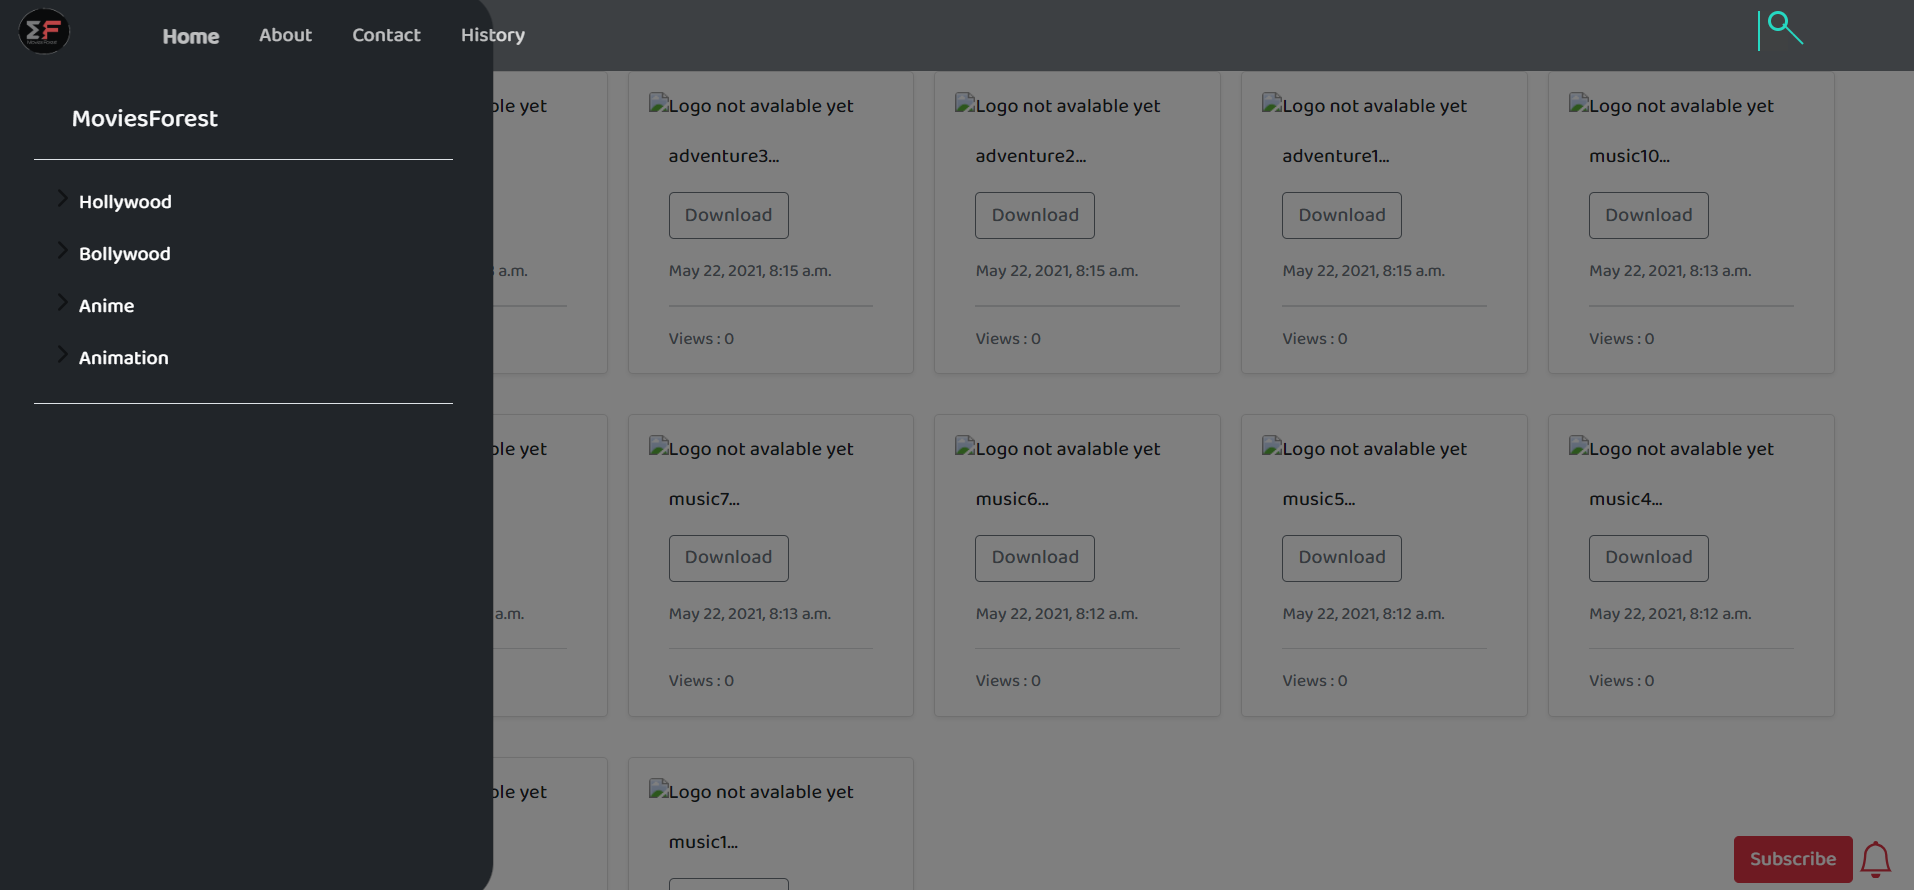 Home About Contact History
MoviesForest
Hollywood
Bollywood
Anime
Animation
ble yet
a.m.
Logo not avalable yet
adventure3...
Download
May 22, 2021, 8:15 a.m.
Views : 0
Logo not avalable yet
adventure2...
Download
May 22, 2021, 8:15 a.m.
Views : 0
Logo not avalable yet
adventure1...
Download
May 22, 2021, 8:15 a.m.
Views : 0
Logo not avalable yet
music10...
Download
May 22, 2021, 8:13 a.m.
Views : 0
ble yet
a.m.
Logo not avalable yet
music7...
Download
May 22, 2021, 8:13 a.m.
Views : 0
Logo not avalable yet
music6...
Download
May 22, 2021, 8:12 a.m.
Views : 0
Logo not avalable yet
music5...
Download
May 22, 2021, 8:12 a.m.
Views : 0
Logo not avalable yet
music4...
Download
May 22, 2021, 8:12 a.m.
Views : 0
ble yet
Logo not avalable yet
music1...
Subscribe